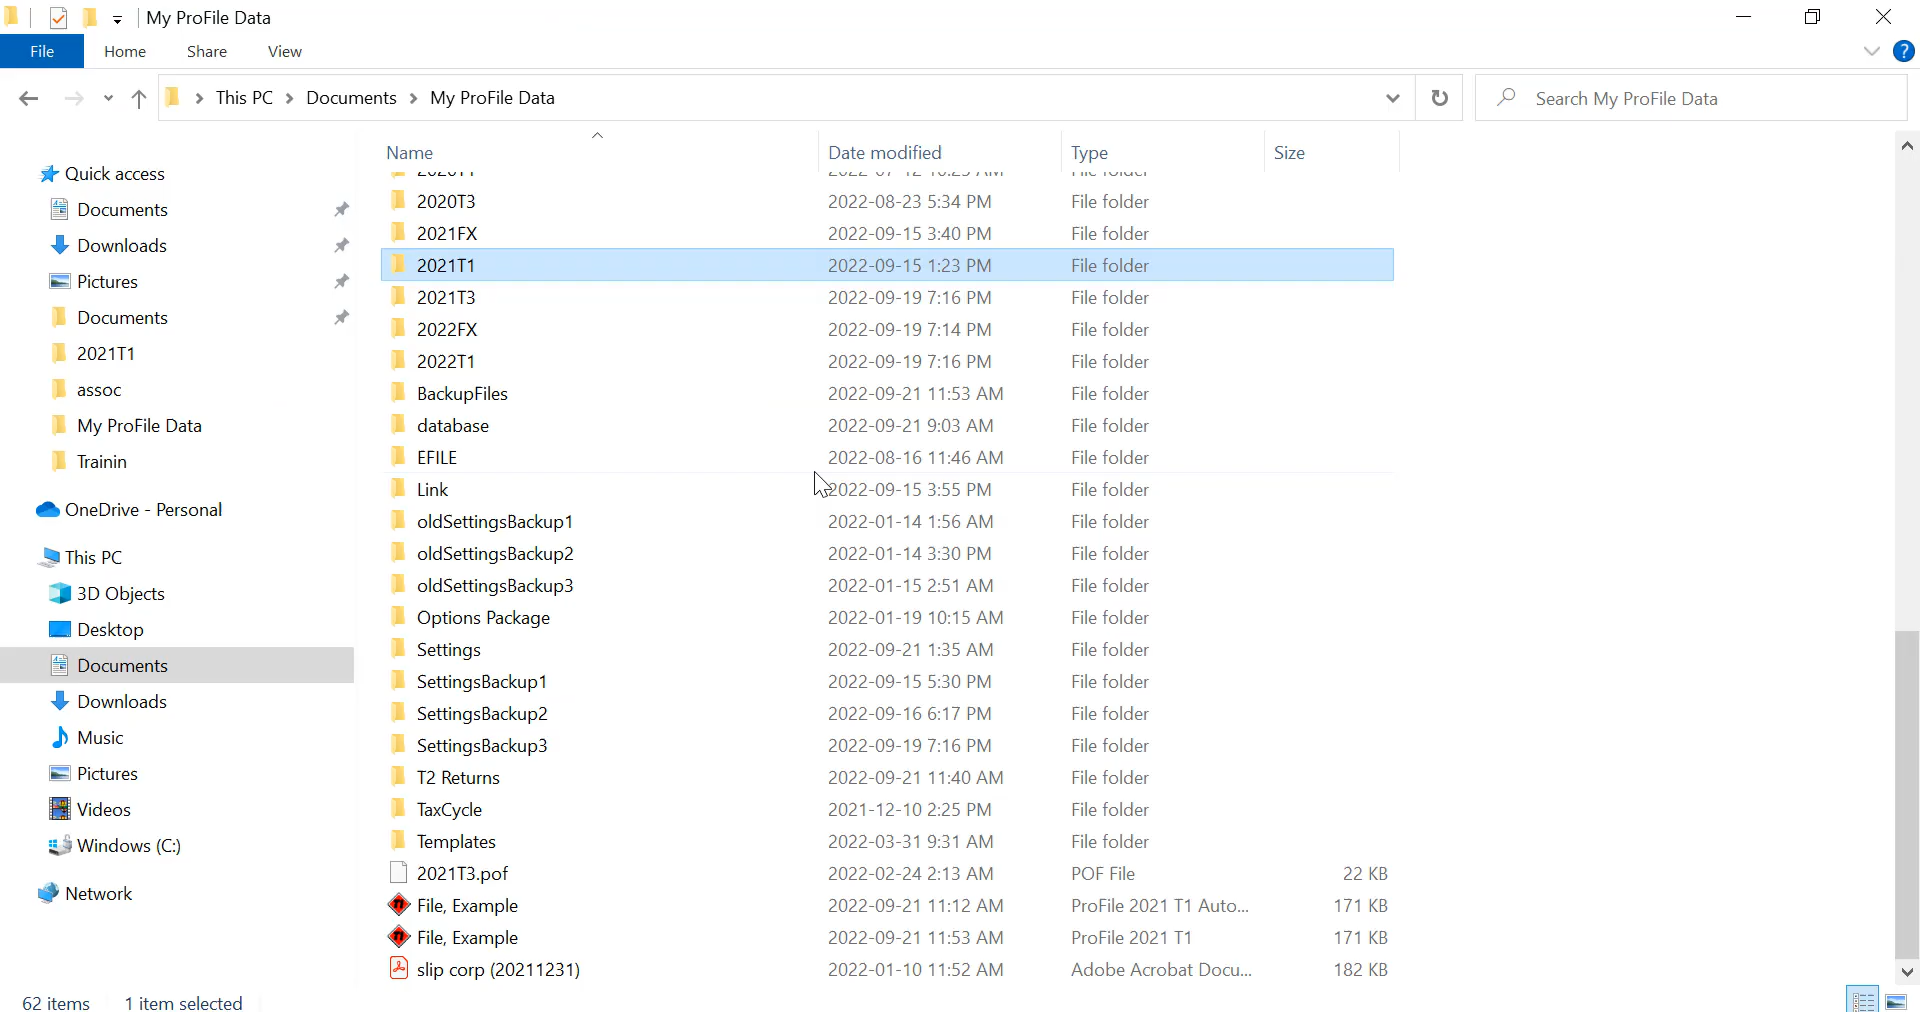 My ProFile Data
File Home Share View
This PC Documents My ProFile Data
Search My ProFile Data
Name Date modified Type Size
Quick access
Documents
Downloads
Pictures
Documents
2021T1
assoc
My ProFile Data
Trainin
OneDrive - Personal
This PC
3D Objects
Desktop
Documents
Downloads
Music
Pictures
Videos
Windows (C:)
Network
2020T3 2022-08-23 5:34 PM File folder
2021FX 2022-09-15 3:40 PM File folder
2021T1 2022-09-15 1:23 PM File folder
2021T3 2022-09-19 7:16 PM File folder
2022FX 2022-09-19 7:14 PM File folder
2022T1 2022-09-19 7:16 PM File folder
BackupFiles 2022-09-21 11:53 AM File folder
database 2022-09-21 9:03 AM File folder
EFILE 2022-08-16 11:46 AM File folder
Link 2022-09-15 3:55 PM File folder
oldSettingsBackup1 2022-01-14 1:56 AM File folder
oldSettingsBackup2 2022-01-14 3:30 PM File folder
oldSettingsBackup3 2022-01-15 2:51 AM File folder
Options Package 2022-01-19 10:15 AM File folder
Settings 2022-09-21 1:35 AM File folder
SettingsBackup1 2022-09-15 5:30 PM File folder
SettingsBackup2 2022-09-16 6:17 PM File folder
SettingsBackup3 2022-09-19 7:16 PM File folder
T2 Returns 2022-09-21 11:40 AM File folder
TaxCycle 2021-12-10 2:25 PM File folder
Templates 2022-03-31 9:31 AM File folder
2021T3.pof 2022-02-24 2:13 AM POF File 22 KB
File, Example 2022-09-21 11:12 AM ProFile 2021 T1 Auto... 171 KB
File, Example 2022-09-21 11:53 AM ProFile 2021 T1 171 KB
slip corp (20211231) 2022-01-10 11:52 AM Adobe Acrobat Docu... 182 KB
62 items 1 item selected